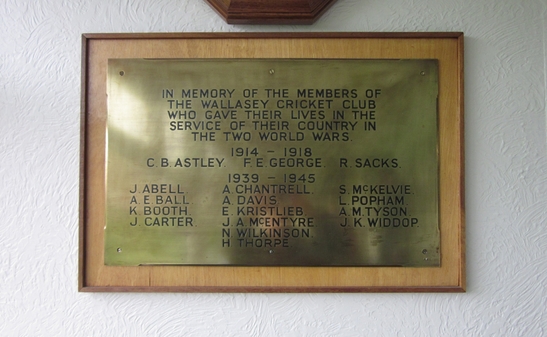 IN MEMORY OF THE MEMBERS OF
THE WALLASEY CRICKET CLUB
WHO GAVE THEIR LIVES IN THE
SERVICE OF THEIR COUNTRY IN
THE TWO WORLD WARS.
1914 - 1918
C. B. ASTLEY. F. E. GEORGE. R. SACKS.
1939 - 1945
J. ABELL. A. CHANTRELL. S. McKELVIE.
A. E. BALL. A. DAVIS. L. POPHAM.
K. BOOTH. E. KRISTLIEB. A. M. TYSON.
J. CARTER. J. A. McENTYRE. J. K. WIDDOP.
N. WILKINSON.
H. THORPE.